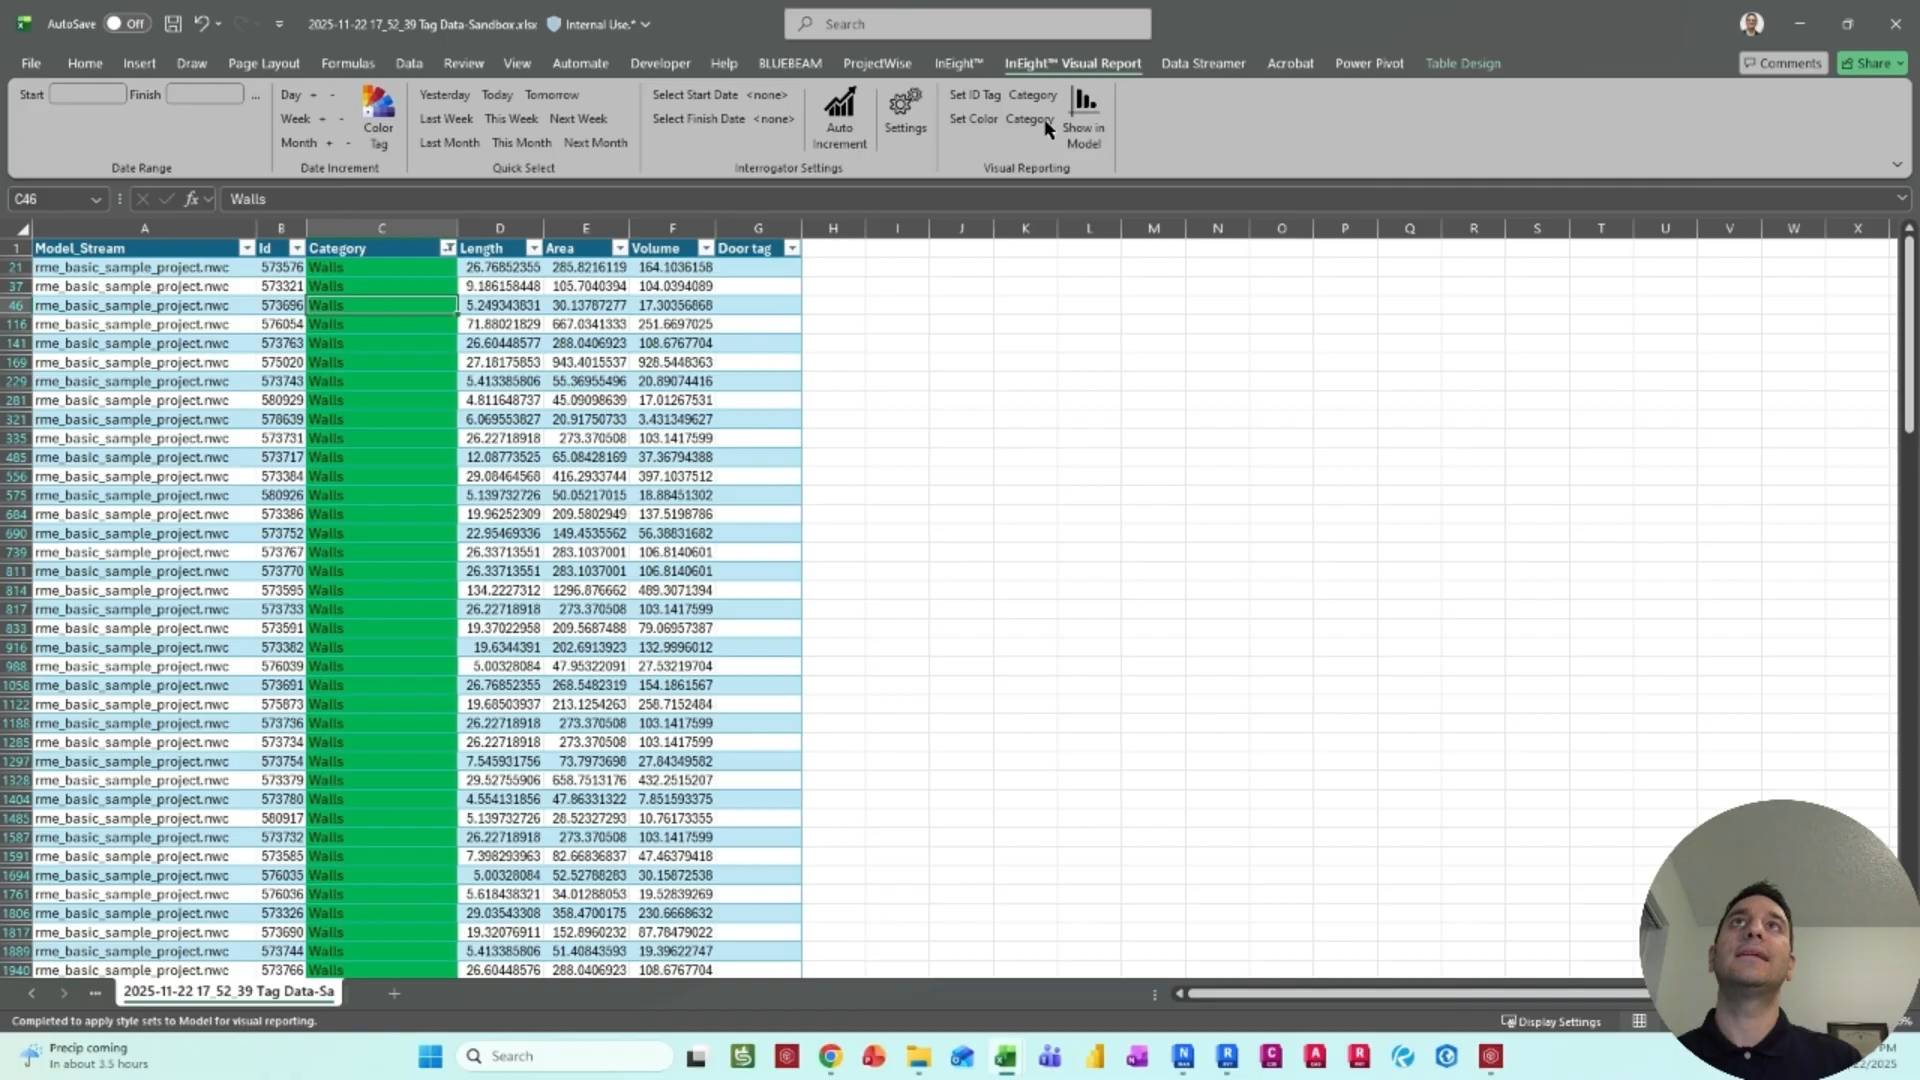 AutoSave Off 2025-11-22 17_52_39 Tag Data-Sandbox.xlsx Internal Use.* Search
File Home Insert Draw Page Layout Formulas Data Review View Automate Developer Help BLUEBEAM ProjectWise InEight™ InEight™ Visual Report Data Streamer Acrobat Power Pivot Table Design Comments Share
Start Finish ... Day + - Yesterday Today Tomorrow Select Start Date <none> Set ID Tag Category
Week + - Color Tag Last Week This Week Next Week Select Finish Date <none> Auto Increment Settings Set Color Category Show in Model
Month + - Last Month This Month Next Month
Date Range Date Increment Quick Select Interrogator Settings Visual Reporting
C46 fx Walls
A B C D E F G H I J K L M N O P Q R S T U V W X
1 Model_Stream Id Category Length Area Volume Door tag
21 rme_basic_sample_project.nwc 573576 Walls 26.76852355 285.8216119 164.1036158
37 rme_basic_sample_project.nwc 573321 Walls 9.186158448 105.7040394 104.0394089
46 rme_basic_sample_project.nwc 573696 Walls 5.249343831 30.13787277 17.30356868
116 rme_basic_sample_project.nwc 576054 Walls 71.88021829 667.0341333 251.6697025
141 rme_basic_sample_project.nwc 573763 Walls 26.60448577 288.0406923 108.6767704
169 rme_basic_sample_project.nwc 575020 Walls 27.18175853 943.4015537 928.5448363
229 rme_basic_sample_project.nwc 573743 Walls 5.413385806 55.36955496 20.89074416
281 rme_basic_sample_project.nwc 580929 Walls 4.811648737 45.09098639 17.01267531
321 rme_basic_sample_project.nwc 578639 Walls 6.069553827 20.91750733 3.431349627
335 rme_basic_sample_project.nwc 573731 Walls 26.22718918 273.370508 103.1417599
485 rme_basic_sample_project.nwc 573717 Walls 12.08773525 65.08428169 37.36794388
556 rme_basic_sample_project.nwc 573384 Walls 29.08464568 416.2933744 397.1037512
575 rme_basic_sample_project.nwc 580926 Walls 5.139732726 50.05217015 18.88451302
684 rme_basic_sample_project.nwc 573386 Walls 19.96252309 209.5802949 137.5198786
690 rme_basic_sample_project.nwc 573752 Walls 22.95469336 149.4535562 56.38831682
739 rme_basic_sample_project.nwc 573767 Walls 26.33713551 283.1037001 106.8140601
811 rme_basic_sample_project.nwc 573770 Walls 26.33713551 283.1037001 106.8140601
814 rme_basic_sample_project.nwc 573595 Walls 134.2227312 1296.876662 489.3071394
817 rme_basic_sample_project.nwc 573733 Walls 26.22718918 273.370508 103.1417599
833 rme_basic_sample_project.nwc 573591 Walls 19.37022958 209.5687488 79.06957387
916 rme_basic_sample_project.nwc 573382 Walls 19.6344391 202.6913923 132.9996012
988 rme_basic_sample_project.nwc 576039 Walls 5.00328084 47.95322091 27.53219704
1058 rme_basic_sample_project.nwc 573691 Walls 26.76852355 268.5482319 154.1861567
1122 rme_basic_sample_project.nwc 575873 Walls 19.68503937 213.1254263 258.7152484
1188 rme_basic_sample_project.nwc 573736 Walls 26.22718918 273.370508 103.1417599
1285 rme_basic_sample_project.nwc 573734 Walls 26.22718918 273.370508 103.1417599
1297 rme_basic_sample_project.nwc 573754 Walls 7.545931756 73.7973698 27.84349582
1328 rme_basic_sample_project.nwc 573379 Walls 29.52755906 658.7513176 432.2515207
1404 rme_basic_sample_project.nwc 573780 Walls 4.554131856 47.86331322 7.851593375
1485 rme_basic_sample_project.nwc 580917 Walls 5.139732726 28.52327293 10.76173355
1587 rme_basic_sample_project.nwc 573732 Walls 26.22718918 273.370508 103.1417599
1591 rme_basic_sample_project.nwc 573585 Walls 7.398293963 82.66836837 47.46379418
1694 rme_basic_sample_project.nwc 576035 Walls 5.00328084 52.52788283 30.15872538
1761 rme_basic_sample_project.nwc 576036 Walls 5.618438321 34.01288053 19.52839269
1806 rme_basic_sample_project.nwc 573326 Walls 29.03543308 358.4700175 230.6668632
1817 rme_basic_sample_project.nwc 573690 Walls 19.32076911 152.8960232 87.78479022
1889 rme_basic_sample_project.nwc 573744 Walls 5.413385806 51.40843593 19.39622747
1940 rme_basic_sample_project.nwc 573766 Walls 26.60448576 288.0406923 108.6767704
2025-11-22 17_52_39 Tag Data-Sa
Completed to apply style sets to Model for visual reporting. Display Settings
Precip coming
In about 3.5 hours
Search